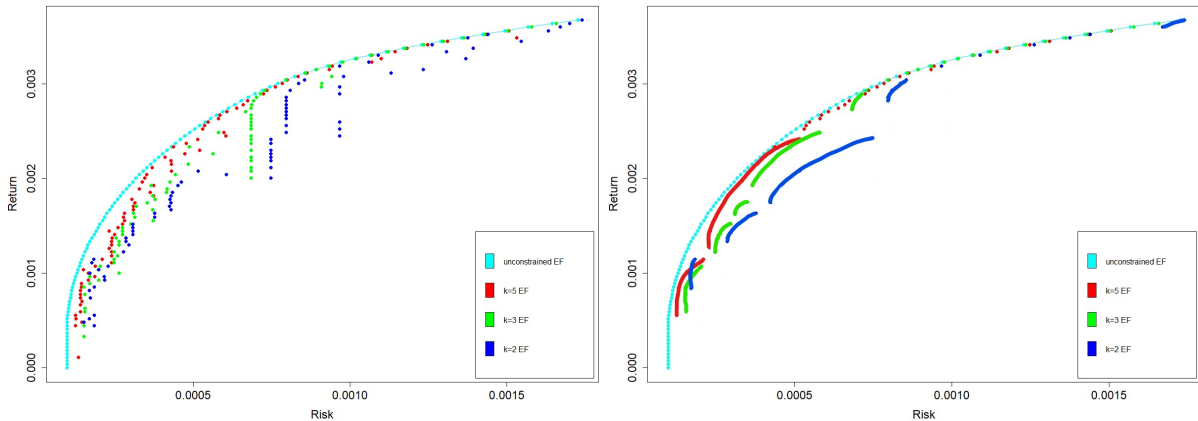 0.003
0.002
0.001
0.000
Return
0.0005
0.0010
0.0015
Risk
unconstrained EF
k=5 EF
k=3 EF
k=2 EF
0.003
0.002
0.001
0.000
Return
0.0005
0.0010
0.0015
Risk
unconstrained EF
k=5 EF
k=3 EF
k=2 EF